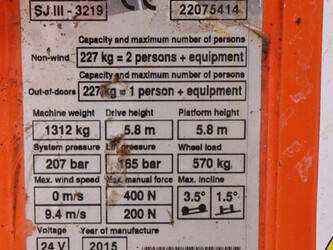 SJ III - 3219 CE 22075414
Capacity and maximum number of persons
Non-wind 227 kg = 2 persons + equipment
Capacity and maximum number of persons
Out-of-doors 227 kg = 1 person + equipment
Machine weight Drive height Platform height
1312 kg 5.8 m 5.8 m
System pressure Lift pressure Wheel load
207 bar 165 bar 570 kg
Max. wind speed Max. manual force Max. incline
0 m/s 400 N 3.5° 1.5°
9.4 m/s 200 N
Voltage Year of manufacture
24 V 2015